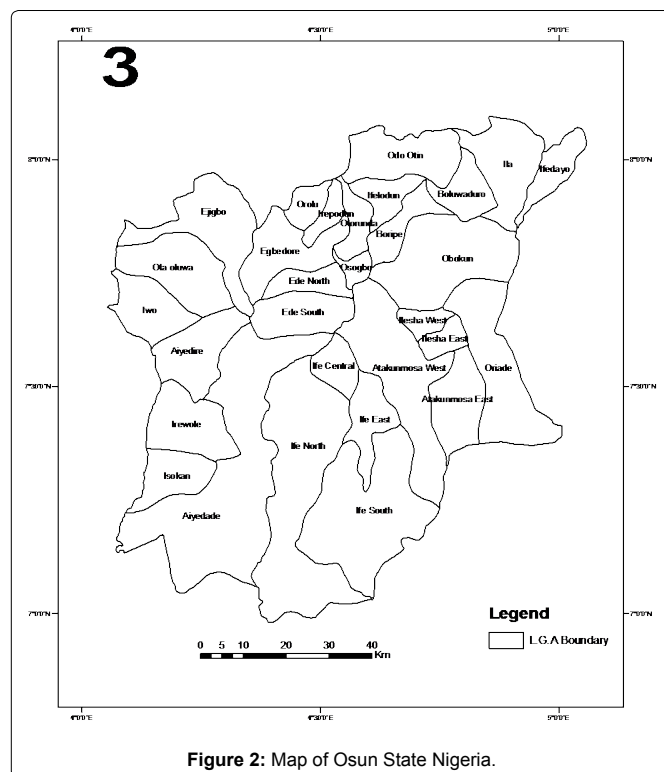 4°0'0"E 4°30'0"E 5°0'0"E
3
8°0'0"N 8°0'0"N
Odo Otin
Ila
Ifedayo
Boluwaduro
Ifelodun
Orolu
Irepodun
Olorunda
Ejigbo
Boripe
Egbedore
Obokun
Osogbo
Ola oluwa
Ede North
Iwo
Ede South
Ilesha West
Ilesha East
Aiyedire
Ife Central
Atakunmosa West
Oriade
7°30'0"N 7°30'0"N
Atakunmosa East
Irewole
Ife East
Ife North
Isokan
Ife South
Aiyedade
7°0'0"N 7°0'0"N
Legend
L.G.A Boundary
0 5 10 20 30 40
Km
4°0'0"E 4°30'0"E 5°0'0"E
Figure 2: Map of Osun State Nigeria.